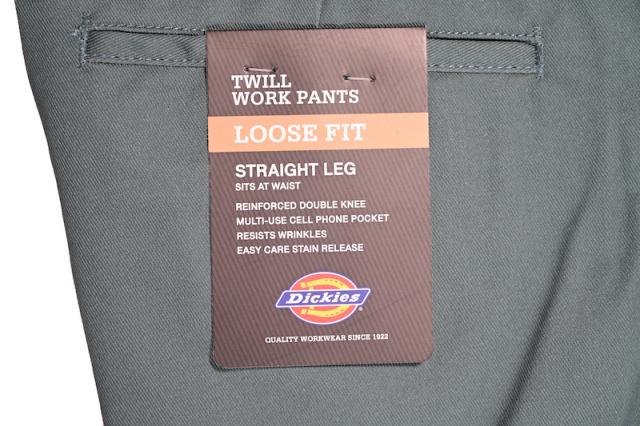 TWILL
WORK PANTS
LOOSE FIT
STRAIGHT LEG
SITS AT WAIST
REINFORCED DOUBLE KNEE
MULTI-USE CELL PHONE POCKET
RESISTS WRINKLES
EASY CARE STAIN RELEASE
Dickies
QUALITY WORKWEAR SINCE 1922